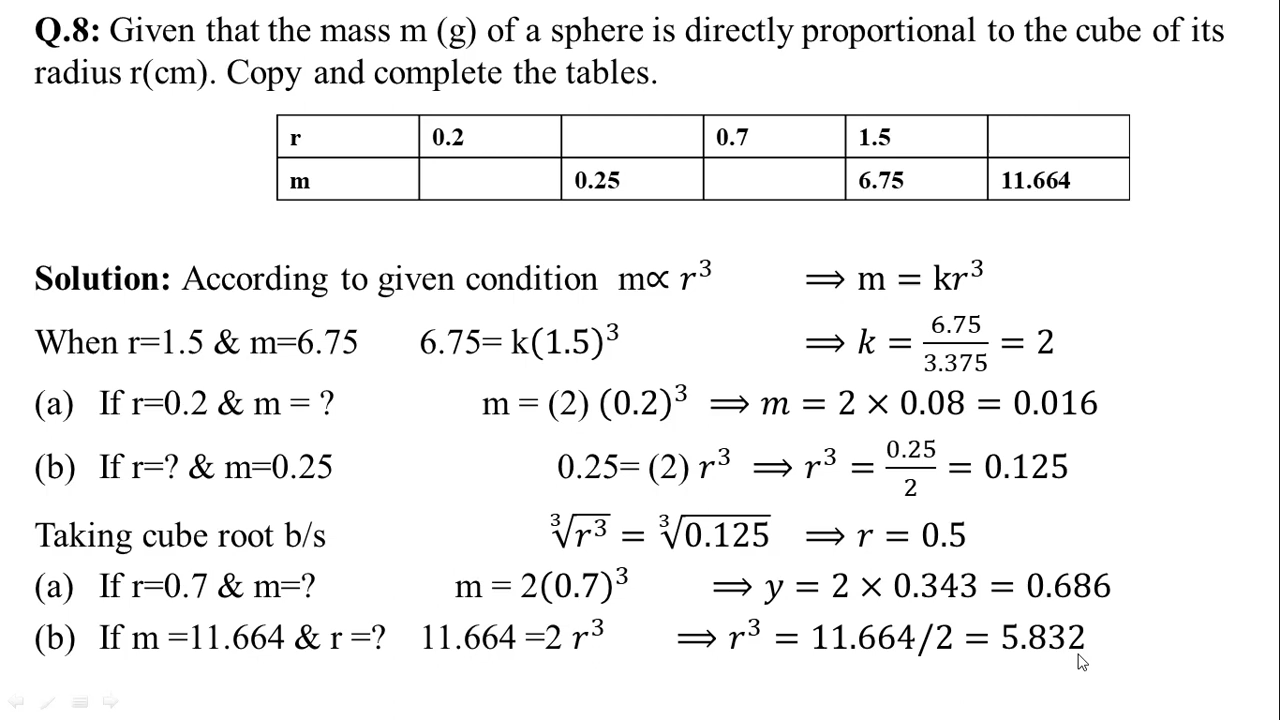 Q.8: Given that the mass m (g) of a sphere is directly proportional to the cube of its
radius r(cm). Copy and complete the tables.
r 0.2 0.7 1.5
m 0.25 6.75 11.664
Solution: According to given condition m∝ r³ ⟹ m = kr³
When r=1.5 & m=6.75 6.75= k(1.5)³ ⟹ k = 6.75/3.375 = 2
(a) If r=0.2 & m = ? m = (2) (0.2)³ ⟹ m = 2 × 0.08 = 0.016
(b) If r=? & m=0.25 0.25= (2) r³ ⟹ r³ = 0.25/2 = 0.125
Taking cube root b/s ∛r³ = ∛0.125 ⟹ r = 0.5
(a) If r=0.7 & m=? m = 2(0.7)³ ⟹ y = 2 × 0.343 = 0.686
(b) If m =11.664 & r =? 11.664 =2 r³ ⟹ r³ = 11.664/2 = 5.832